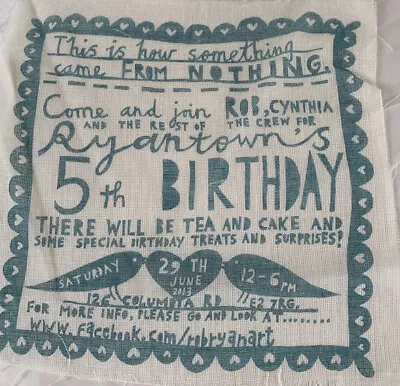 This is how something
came FROM NOTHING.
Come and join ROB, CYNTHIA
AND THE REST OF THE CREW FOR
Ryantown's
5th BIRTHDAY
THERE WILL BE TEA AND CAKE AND
SOME SPECIAL BIRTHDAY TREATS AND SURPRISES!
SATURDAY 29TH JUNE 2013 12-6PM
126 COLUMBIA RD E2 7RG.
FOR MORE INFO, PLEASE GO AND LOOK AT........
www.facebook.com/robryanart